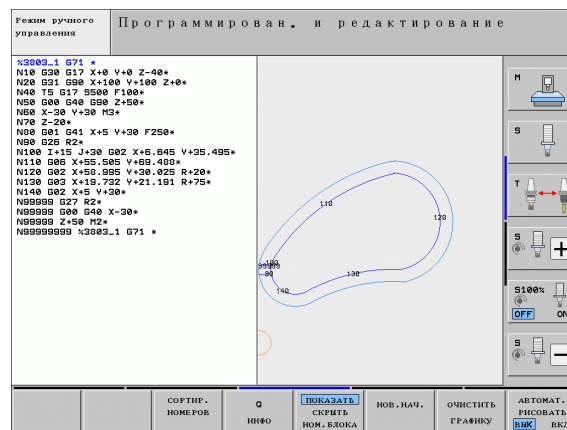 Режим ручного
управления
Программирован. и редактирование
%3803_1 G71 *
N10 G30 G17 X+0 Y+0 Z-40*
N20 G31 G90 X+100 Y+100 Z+0*
N40 T5 G17 S500 F100*
N50 G00 G40 G90 Z+50*
N60 X-30 Y+30 M3*
N70 Z-20*
N80 G01 G41 X+5 Y+30 F250*
N90 G26 R2*
N100 I+15 J+30 G02 X+6.645 Y+35.495*
N110 G06 X+55.505 Y+69.488*
N120 G02 X+58.995 Y+30.025 R+20*
N130 G03 X+19.732 Y+21.191 R+75*
N140 G02 X+5 Y+30*
N99999 G27 R2*
N99999 G00 G40 X-30*
N99999 Z+50 M2*
N99999999 %3803_1 G71 *
110
120
130
140
90
M
S
T
S
+
S100%
OFF ON
S
-
СОРТИР.
НОМЕРОВ
Q
ИНФО
ПОКАЗАТЬ
СКРЫТЬ
НОМ.БЛОКА
НОВ.НАЧ.
ОЧИСТИТЬ
ГРАФИКУ
АВТОМАТ.
РИСОВАТЬ
ВЫК ВКЛ